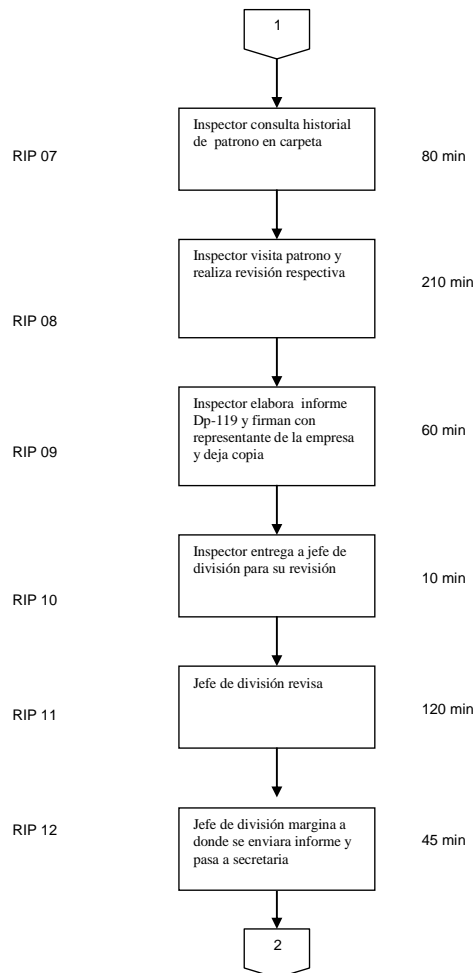 1
RIP 07
Inspector consulta historial
de patrono en carpeta
80 min
Inspector visita patrono y
realiza revisión respectiva
210 min
RIP 08
Inspector elabora informe
Dp-119 y firman con
representante de la empresa
y deja copia
60 min
RIP 09
Inspector entrega a jefe de
división para su revisión
10 min
RIP 10
Jefe de división revisa
120 min
RIP 11
Jefe de división margina a
donde se enviara informe y
pasa a secretaria
RIP 12
45 min
2